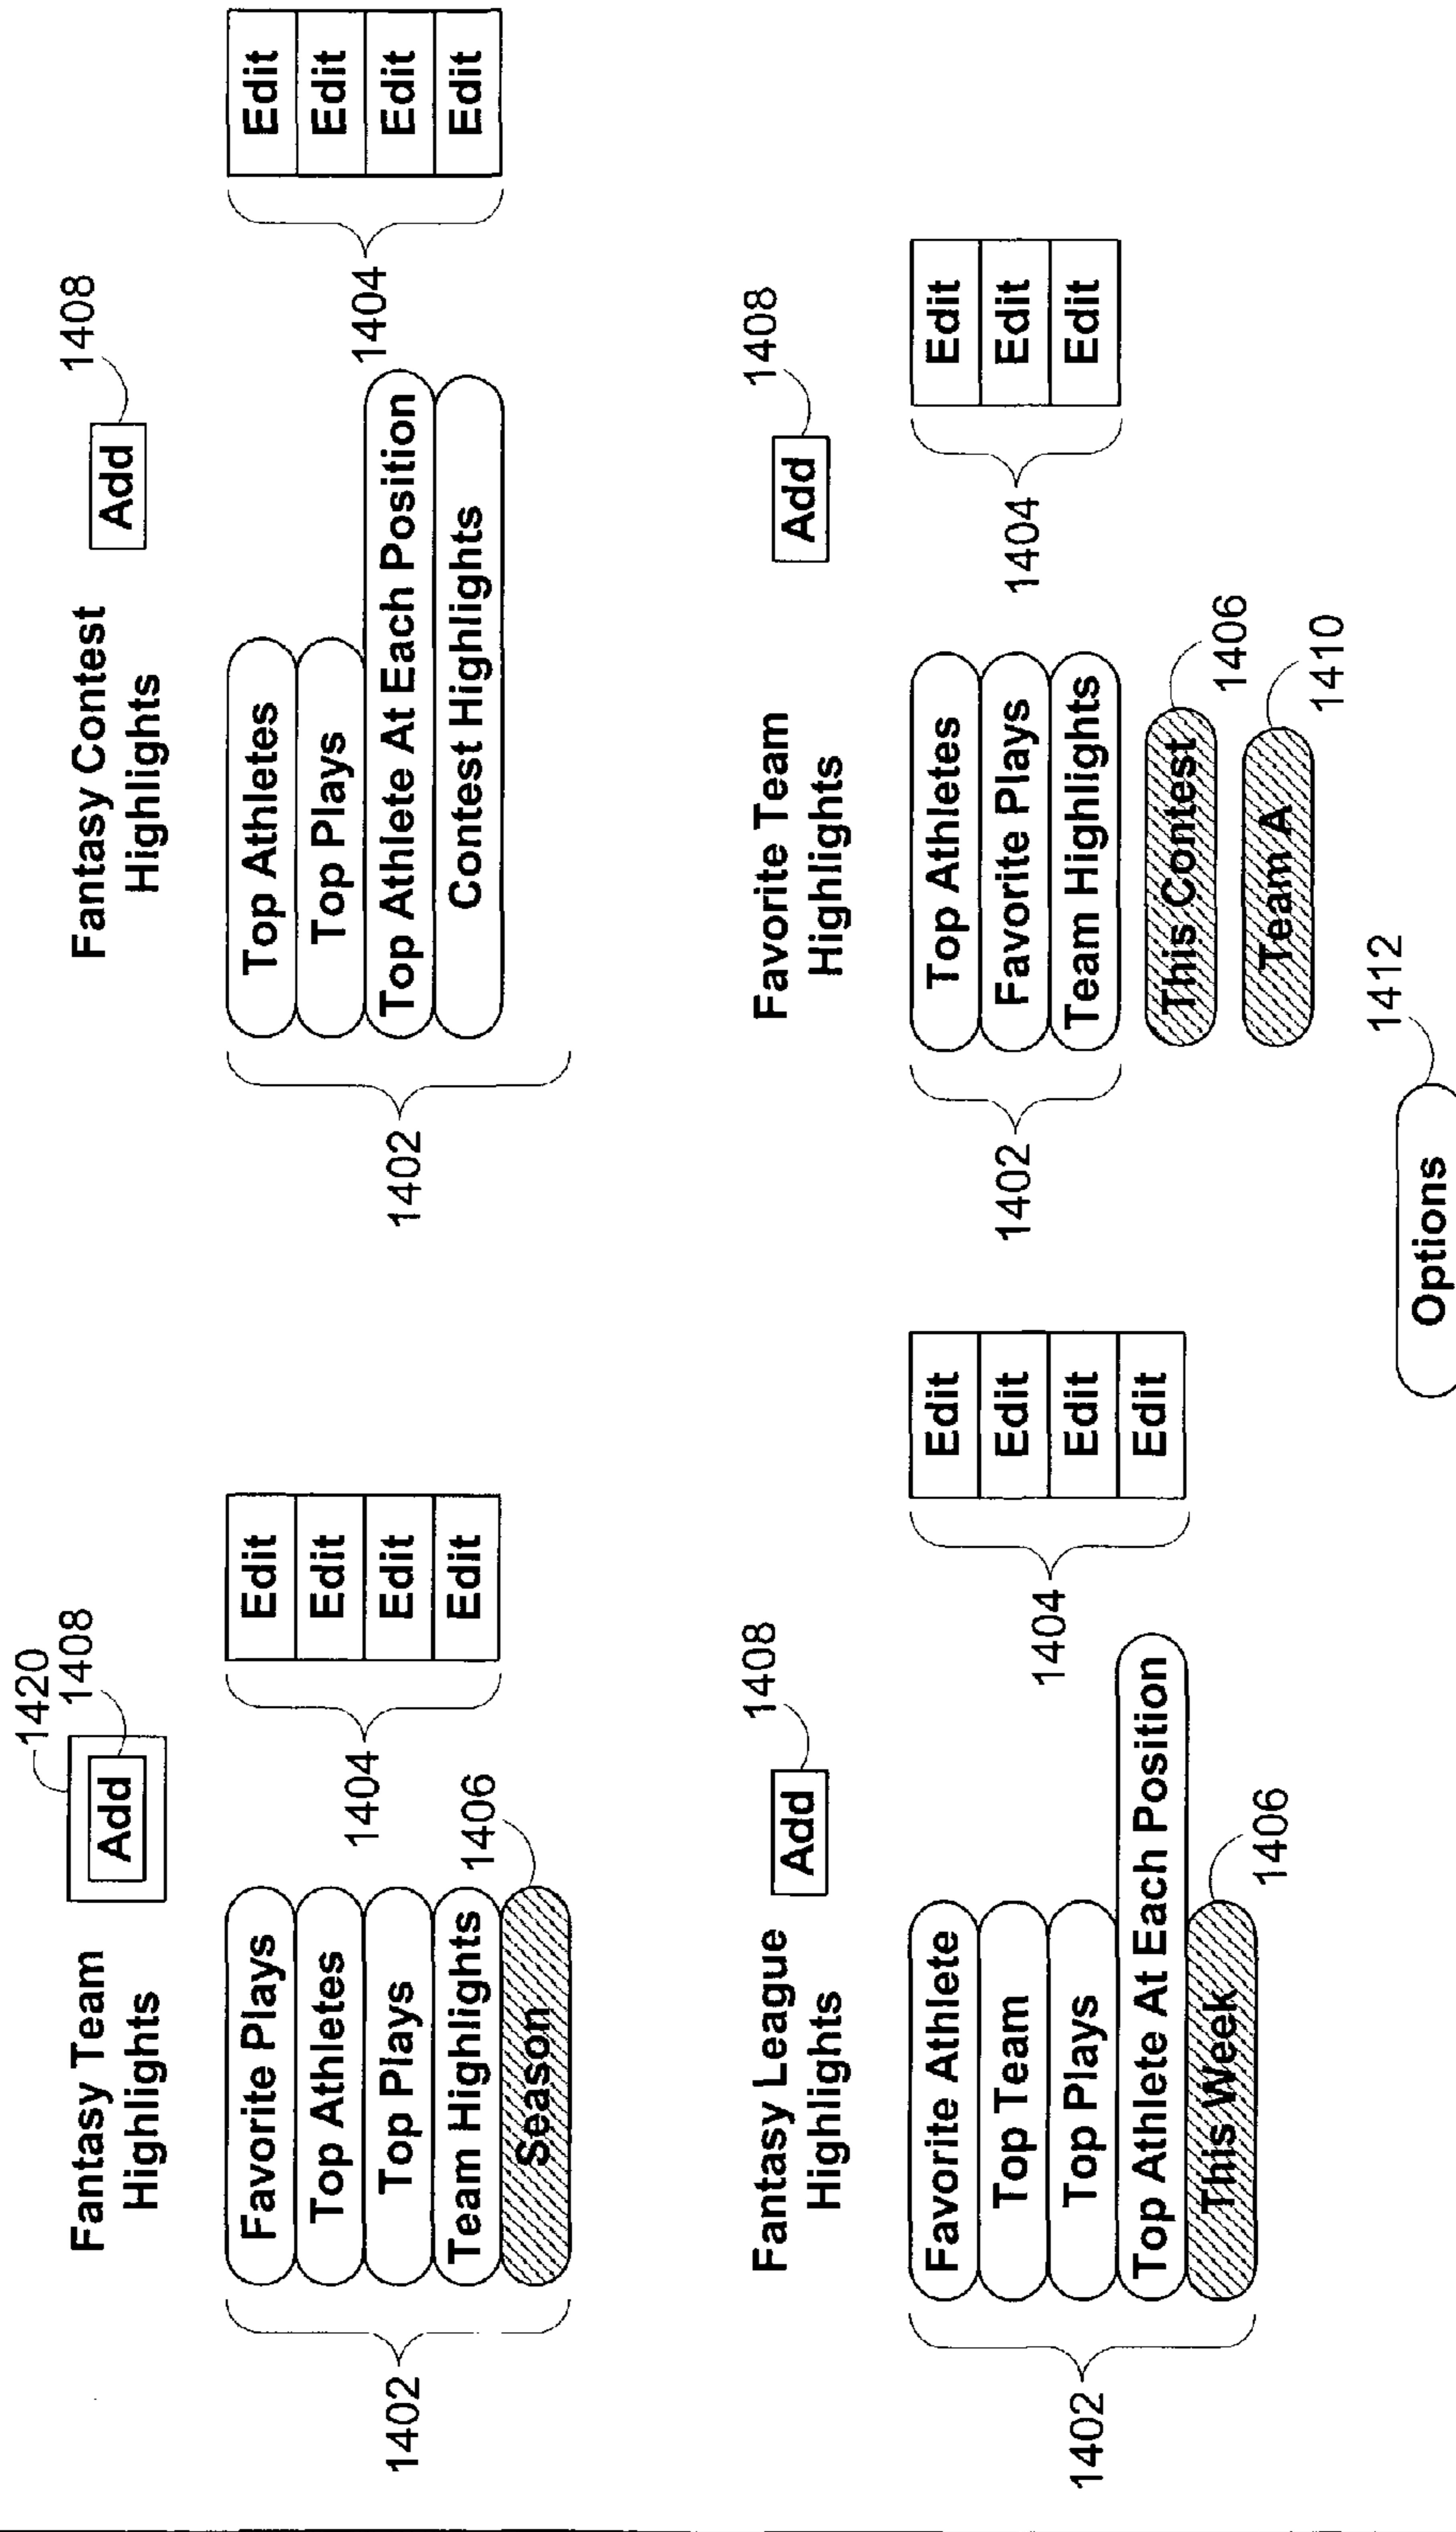 Fantasy Team
Highlights
Add
1420
1408
Favorite Plays
Top Athletes
Top Plays
Team Highlights
Season
1402
1404
1406
Edit
Edit
Edit
Edit
Fantasy Contest
Highlights
Add
1408
Top Athletes
Top Plays
Top Athlete At Each Position
Contest Highlights
1402
1404
Edit
Edit
Edit
Edit
Fantasy League
Highlights
Add
1408
Favorite Athlete
Top Team
Top Plays
Top Athlete At Each Position
This Week
1402
1404
1406
Edit
Edit
Edit
Edit
Favorite Team
Highlights
Add
1408
Top Athletes
Favorite Plays
Team Highlights
This Contest
Team A
1402
1404
1406
1410
Edit
Edit
Edit
Options
1412